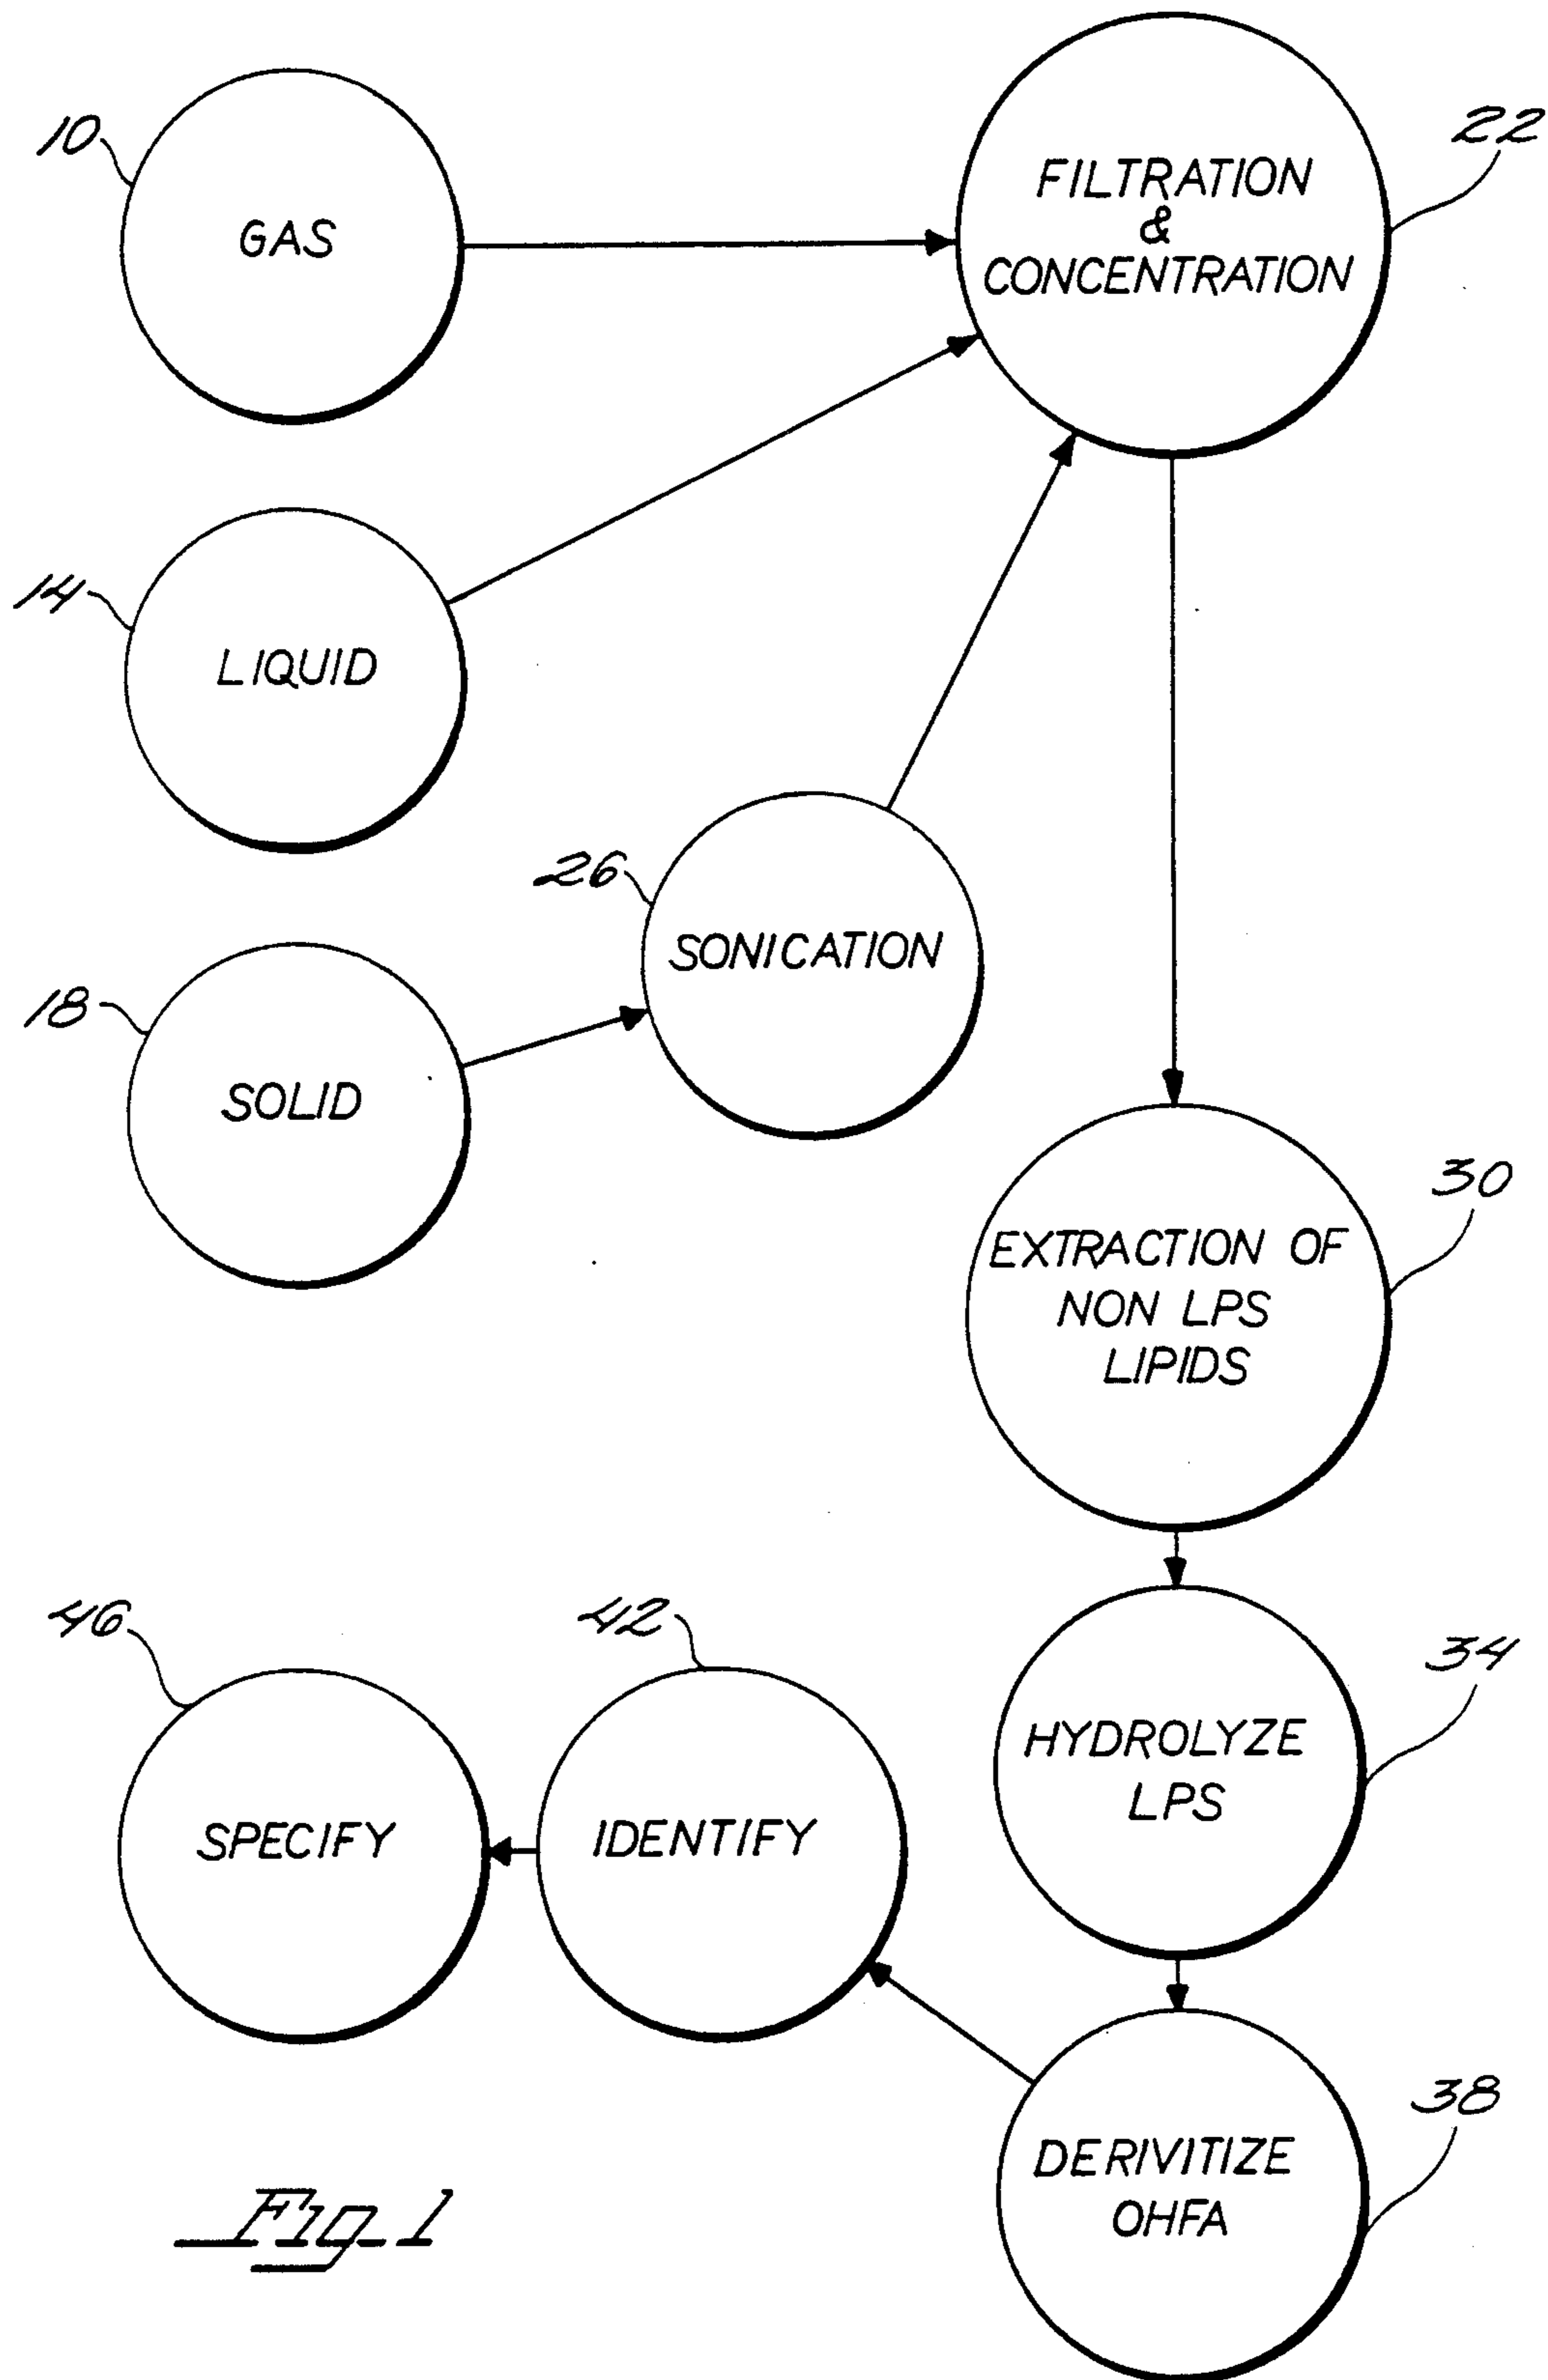 10
GAS
22
FILTRATION
&
CONCENTRATION
14
LIQUID
26
SONICATION
18
SOLID
30
EXTRACTION OF
NON LPS
LIPIDS
46
SPECIFY
42
IDENTIFY
34
HYDROLYZE
LPS
38
DERIVITIZE
OHFA
Fig. 1